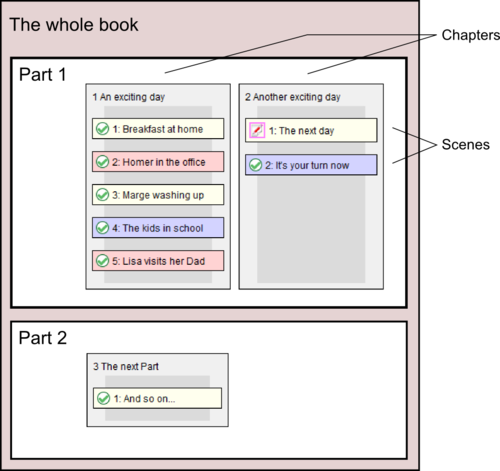 The whole book
Chapters
Part 1
1 An exciting day
1: Breakfast at home
2: Homer in the office
3: Marge washing up
4: The kids in school
5: Lisa visits her Dad
2 Another exciting day
1: The next day
2: It's your turn now
Scenes
Part 2
3 The next Part
1: And so on...